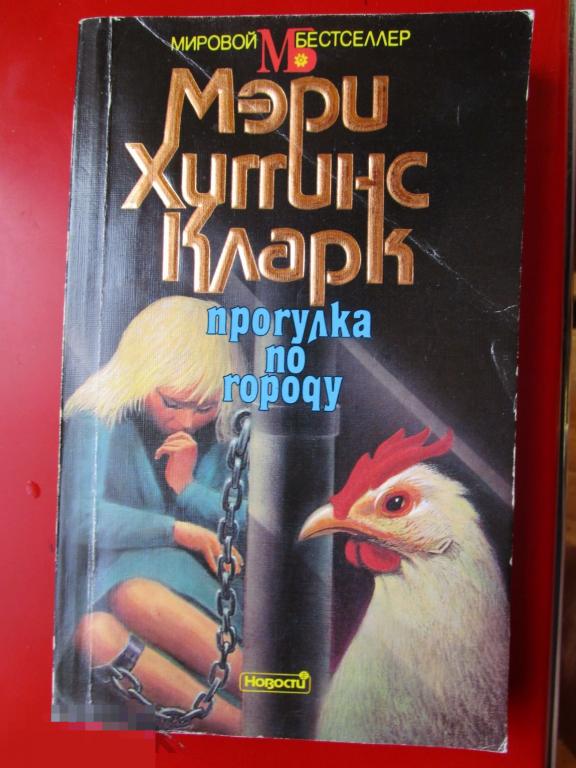 МИРОВОЙ МБ БЕСТСЕЛЛЕР
Мэри
Хиггинс
Кларк
прогулка
по
городу
Новости